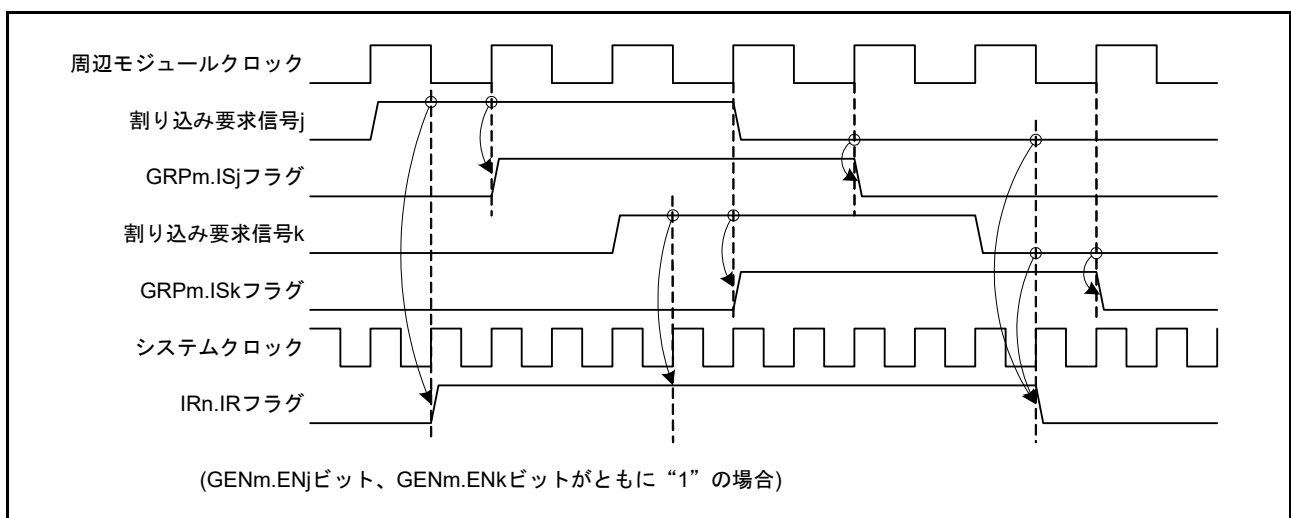 周辺モジュールクロック
割り込み要求信号j
GRPm.ISjフラグ
割り込み要求信号k
GRPm.ISkフラグ
システムクロック
IRn.IRフラグ
(GENm.ENjビット、GENm.ENkビットがともに“1”の場合)